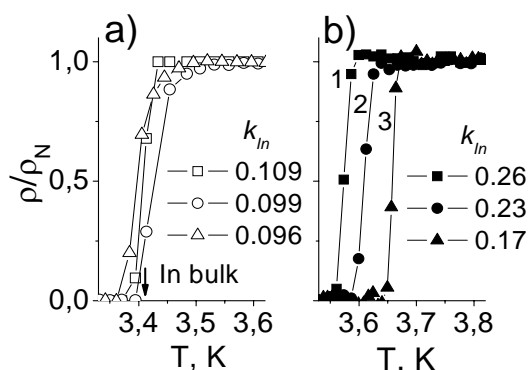 a)
b)
ρ/ρN
1,0
0,5
0,0
kIn
0.109
0.099
0.096
In bulk
3,4 3,5 3,6
T, K
1
2
3
kIn
0.26
0.23
0.17
3,6 3,7 3,8
T, K